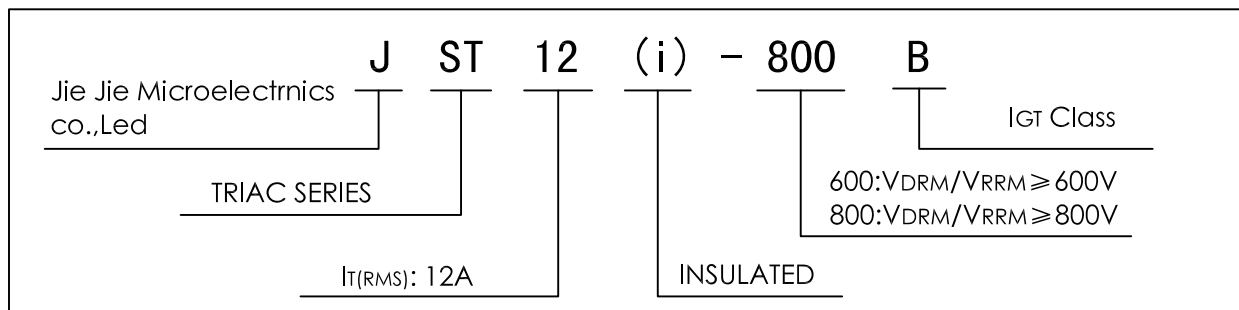 J ST 12 (i) - 800 B
Jie Jie Microelectrnics
co.,Led
IGT Class
TRIAC SERIES
600:VDRM/VRRM≥600V
800:VDRM/VRRM≥800V
IT(RMS): 12A
INSULATED